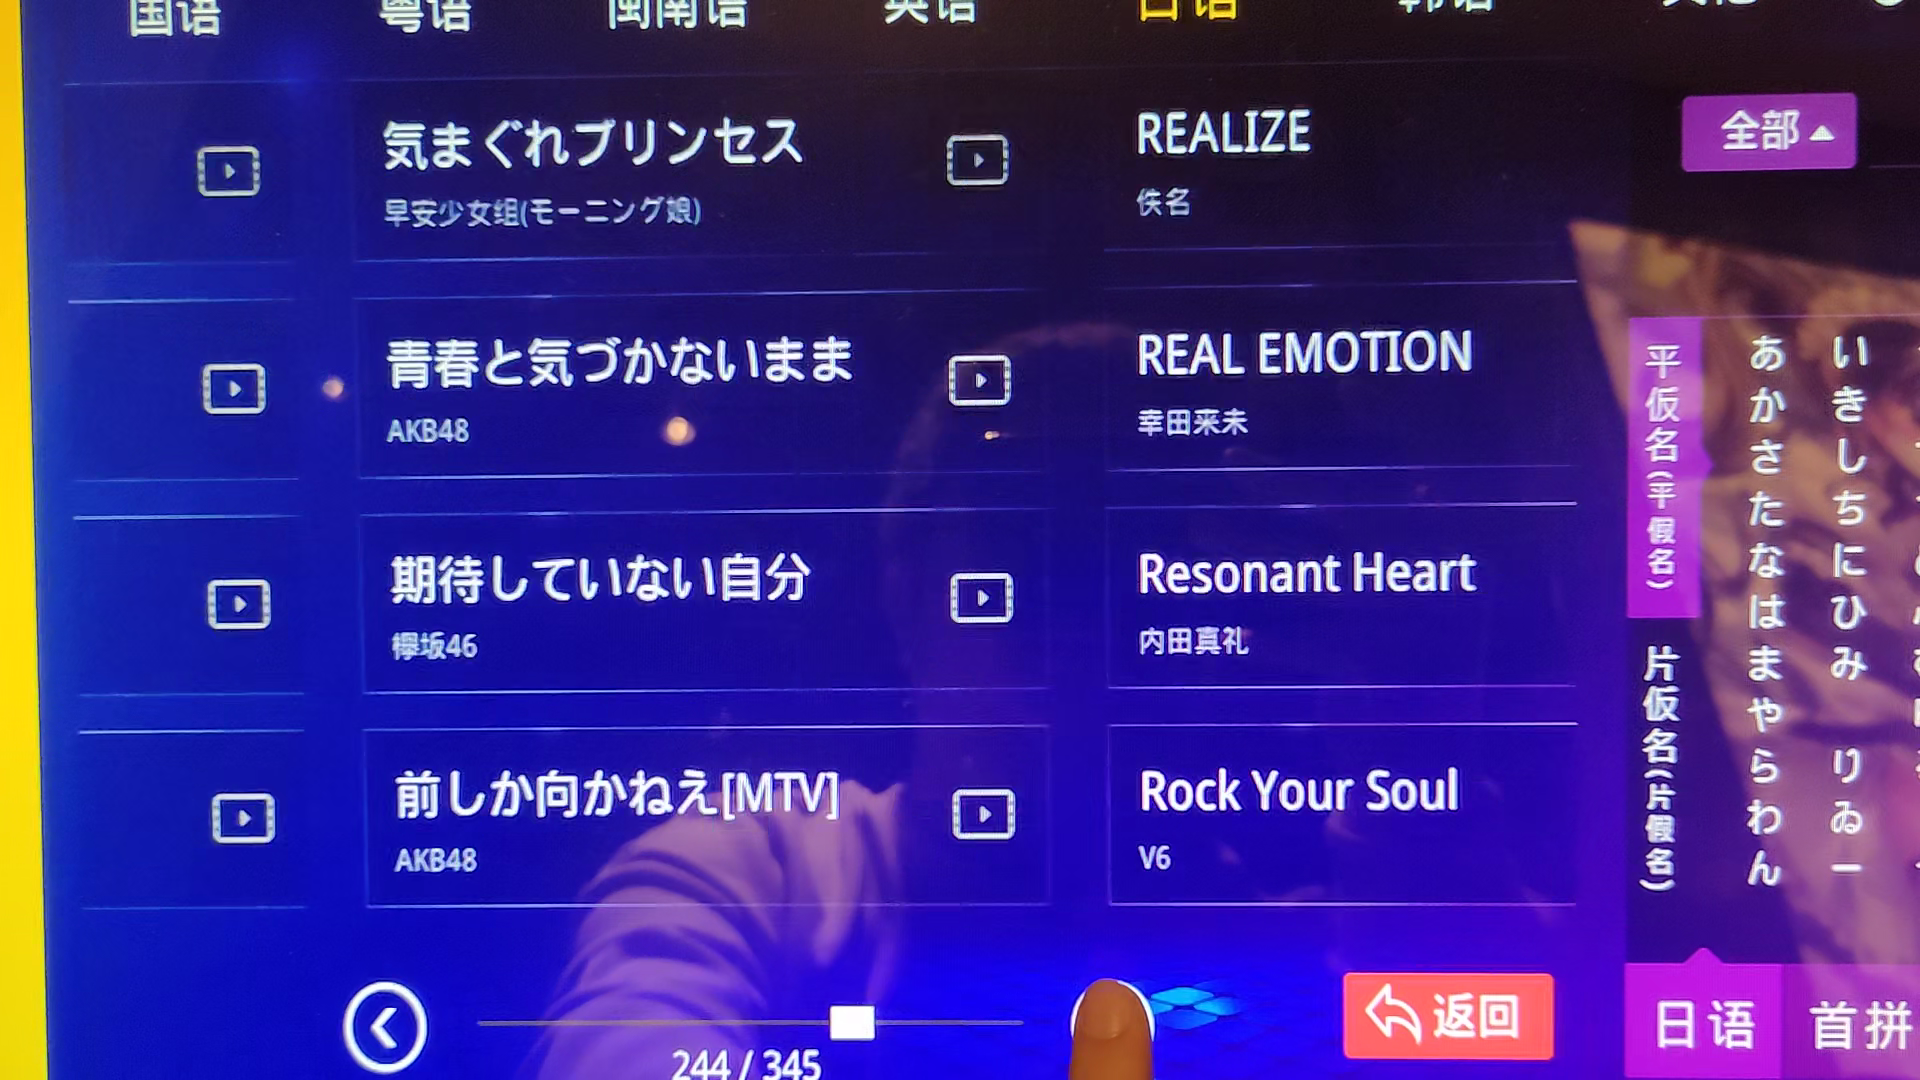 国语 粤语 闽南语 英语 日语 韩语 其他
気まぐれプリンセス
早安少女组(モーニング娘)
REALIZE
佚名
全部
青春と気づかないまま
AKB48
REAL EMOTION
幸田来未
期待していない自分
欅坂46
Resonant Heart
内田真礼
前しか向かねえ[MTV]
AKB48
Rock Your Soul
V6
平仮名(平假名)
片仮名(片假名)
あ い
か き
さ し
た ち
な に
は ひ
ま み
や
ら り
わ ゐ
ん ー
244 / 345
返回
日语
首拼